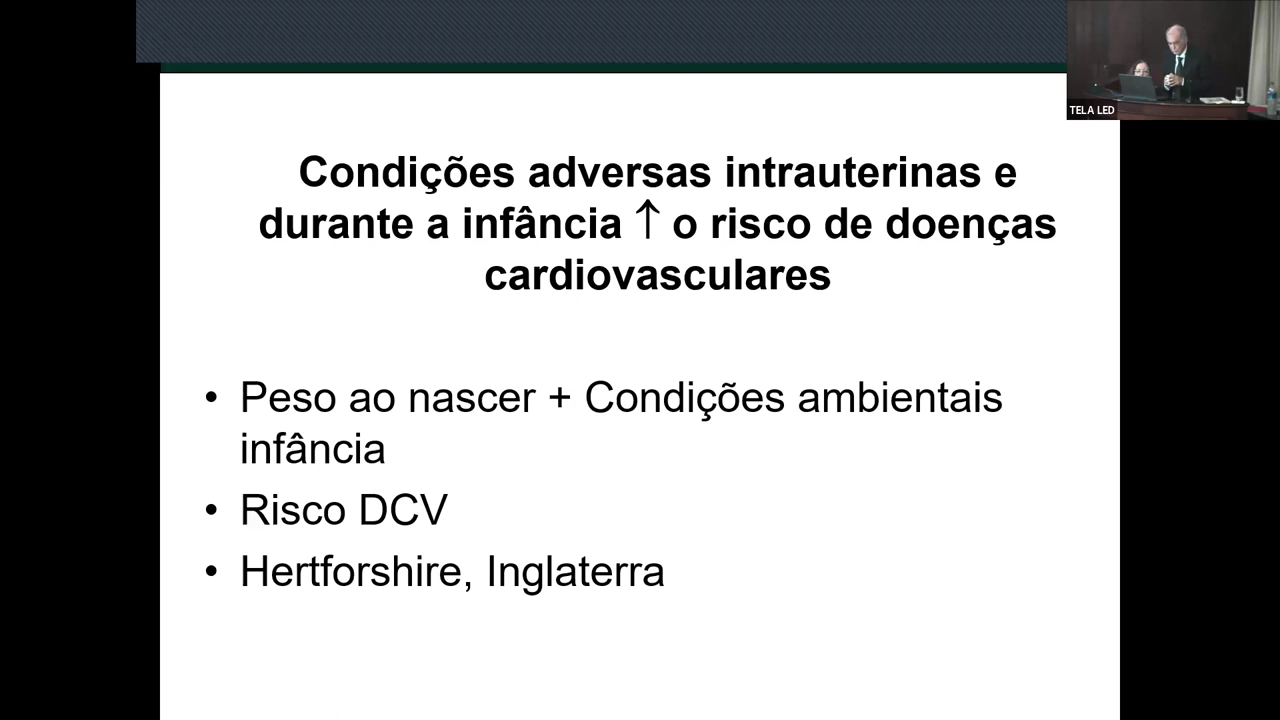 TELA LED
Condições adversas intrauterinas e
durante a infância ↑ o risco de doenças
cardiovasculares
• Peso ao nascer + Condições ambientais
infância
• Risco DCV
• Hertforshire, Inglaterra